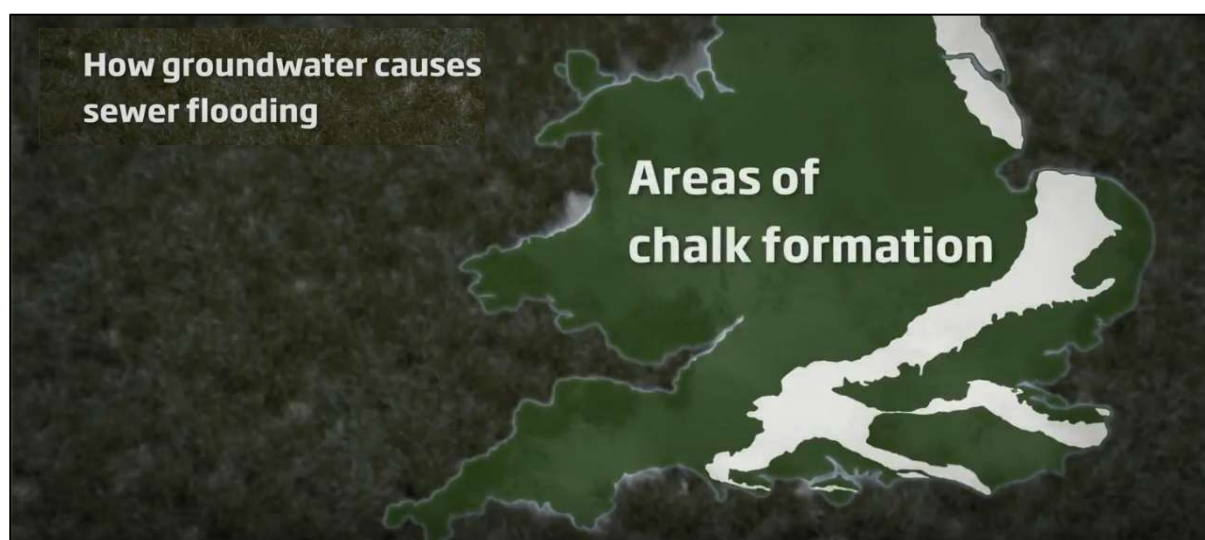 How groundwater causes
sewer flooding
Areas of
chalk formation